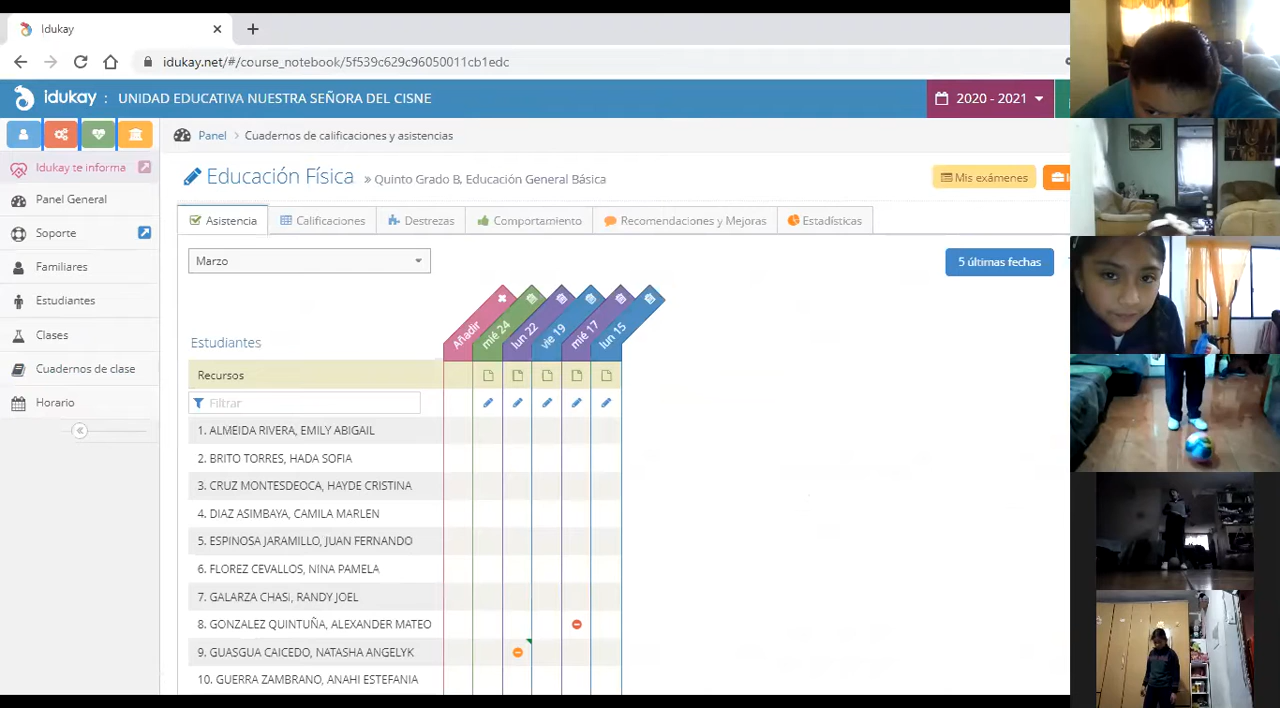 Idukay
idukay.net/#/course_notebook/5f539c629c96050011cb1edc
idukay : UNIDAD EDUCATIVA NUESTRA SEÑORA DEL CISNE
2020 - 2021
Idukay te informa
Panel > Cuadernos de calificaciones y asistencias
Educación Física » Quinto Grado B, Educación General Básica
Mis exámenes
Panel General
Soporte
Familiares
Estudiantes
Clases
Cuadernos de clase
Horario
Asistencia Calificaciones Destrezas Comportamiento Recomendaciones y Mejoras Estadísticas
Marzo
5 últimas fechas
Añadir mié 24 lun 22 vie 19 mié 17 lun 15
Estudiantes
Recursos
Filtrar
1. ALMEIDA RIVERA, EMILY ABIGAIL
2. BRITO TORRES, HADA SOFIA
3. CRUZ MONTESDEOCA, HAYDE CRISTINA
4. DIAZ ASIMBAYA, CAMILA MARLEN
5. ESPINOSA JARAMILLO, JUAN FERNANDO
6. FLOREZ CEVALLOS, NINA PAMELA
7. GALARZA CHASI, RANDY JOEL
8. GONZALEZ QUINTUÑA, ALEXANDER MATEO
9. GUASGUA CAICEDO, NATASHA ANGELYK
10. GUERRA ZAMBRANO, ANAHI ESTEFANIA